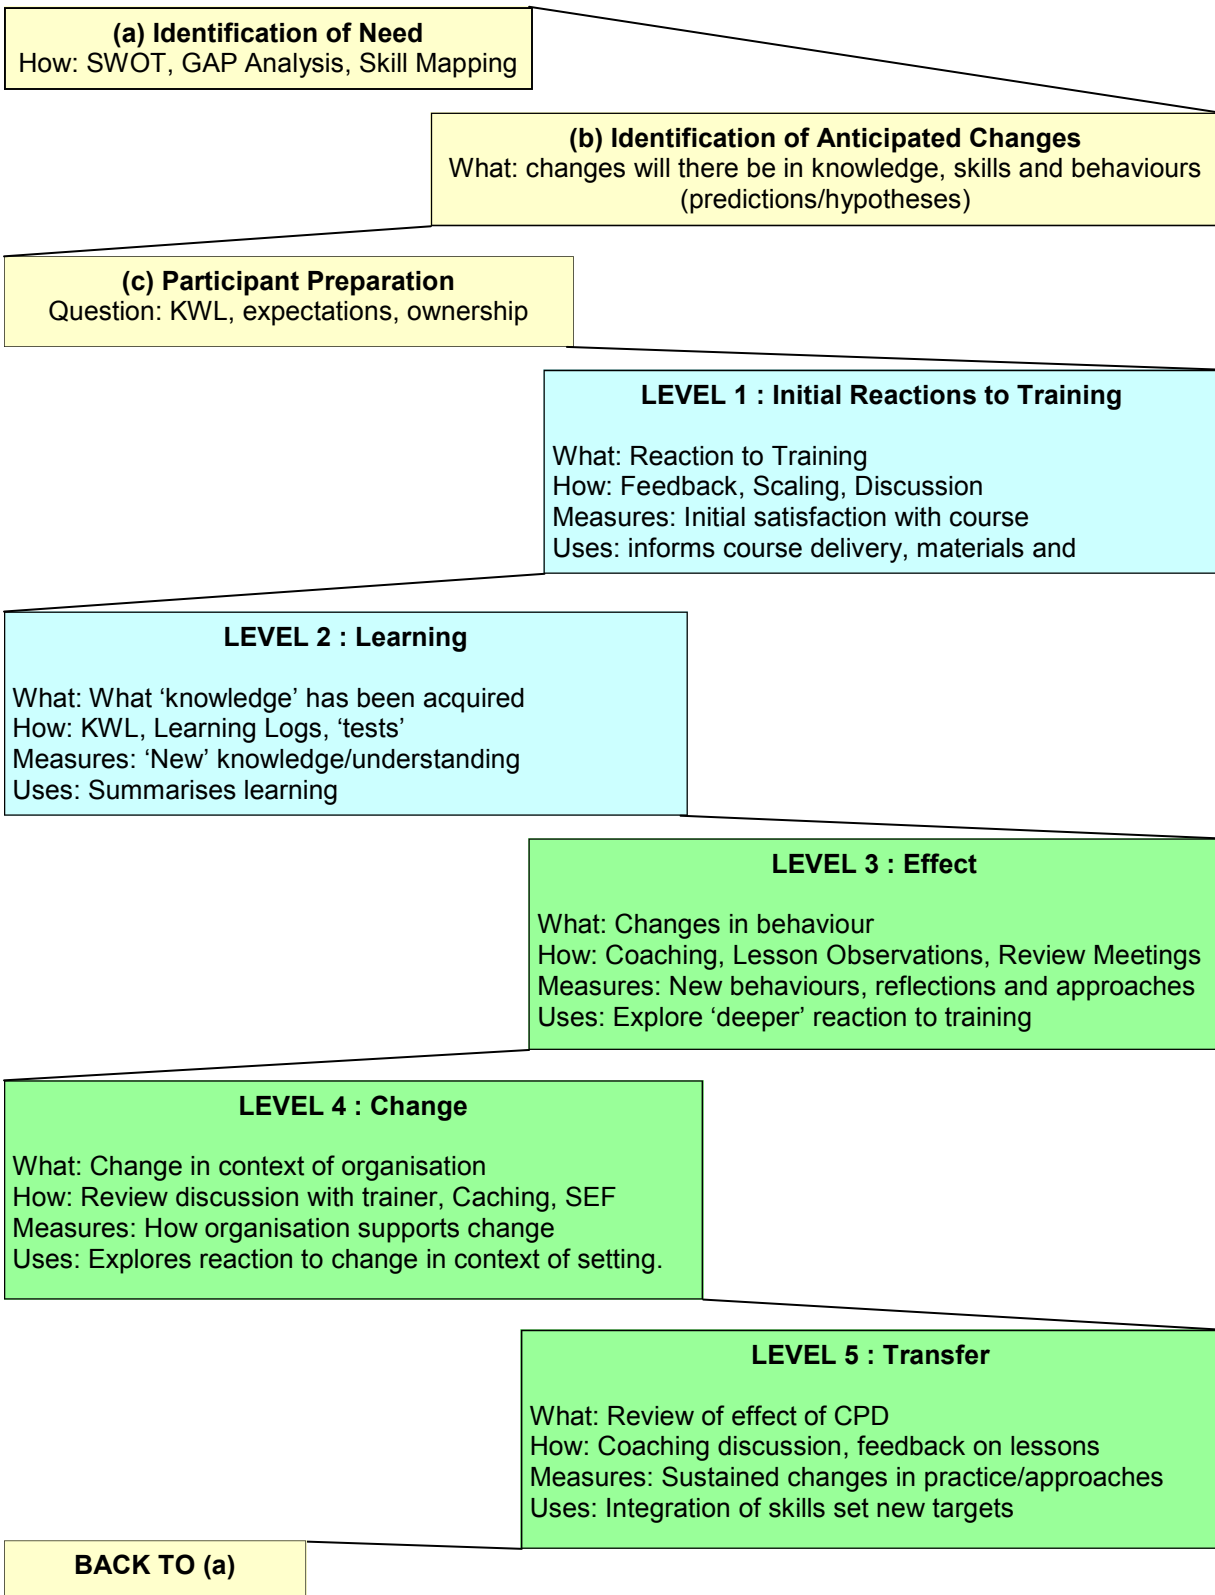 (a) Identification of Need
How: SWOT, GAP Analysis, Skill Mapping
(b) Identification of Anticipated Changes
What: changes will there be in knowledge, skills and behaviours
(predictions/hypotheses)
(c) Participant Preparation
Question: KWL, expectations, ownership
LEVEL 1 : Initial Reactions to Training
What: Reaction to Training
How: Feedback, Scaling, Discussion
Measures: Initial satisfaction with course
Uses: informs course delivery, materials and
LEVEL 2 : Learning
What: What ‘knowledge’ has been acquired
How: KWL, Learning Logs, ‘tests’
Measures: ‘New’ knowledge/understanding
Uses: Summarises learning
LEVEL 3 : Effect
What: Changes in behaviour
How: Coaching, Lesson Observations, Review Meetings
Measures: New behaviours, reflections and approaches
Uses: Explore ‘deeper’ reaction to training
LEVEL 4 : Change
What: Change in context of organisation
How: Review discussion with trainer, Caching, SEF
Measures: How organisation supports change
Uses: Explores reaction to change in context of setting.
LEVEL 5 : Transfer
What: Review of effect of CPD
How: Coaching discussion, feedback on lessons
Measures: Sustained changes in practice/approaches
Uses: Integration of skills set new targets
BACK TO (a)